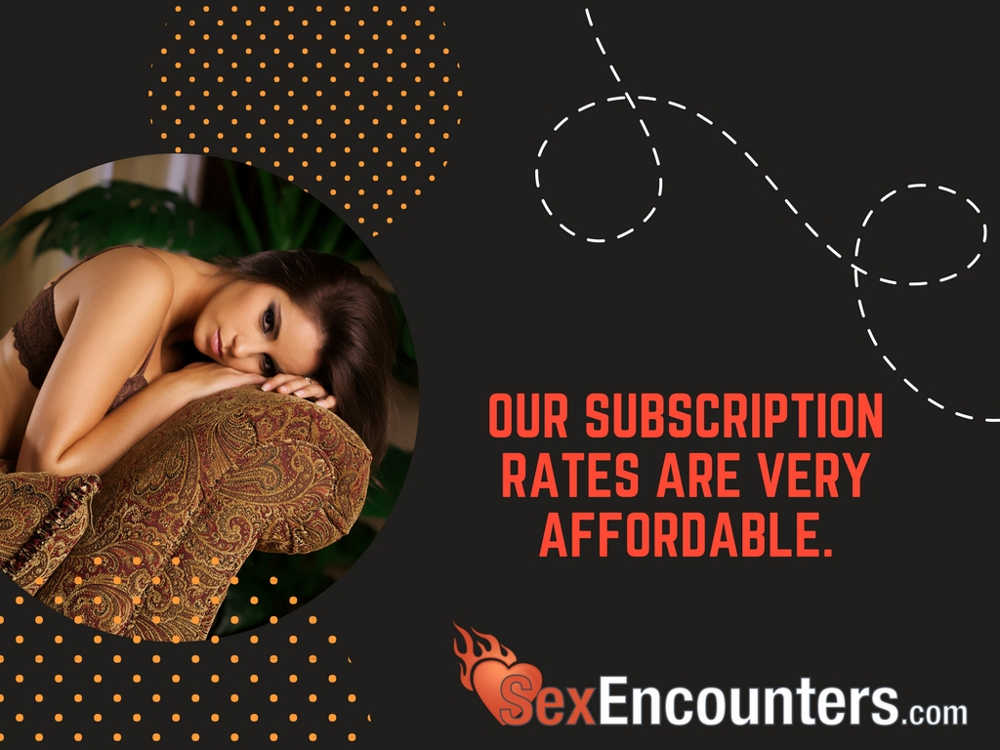 OUR SUBSCRIPTION
RATES ARE VERY
AFFORDABLE.
SexEncounters.com